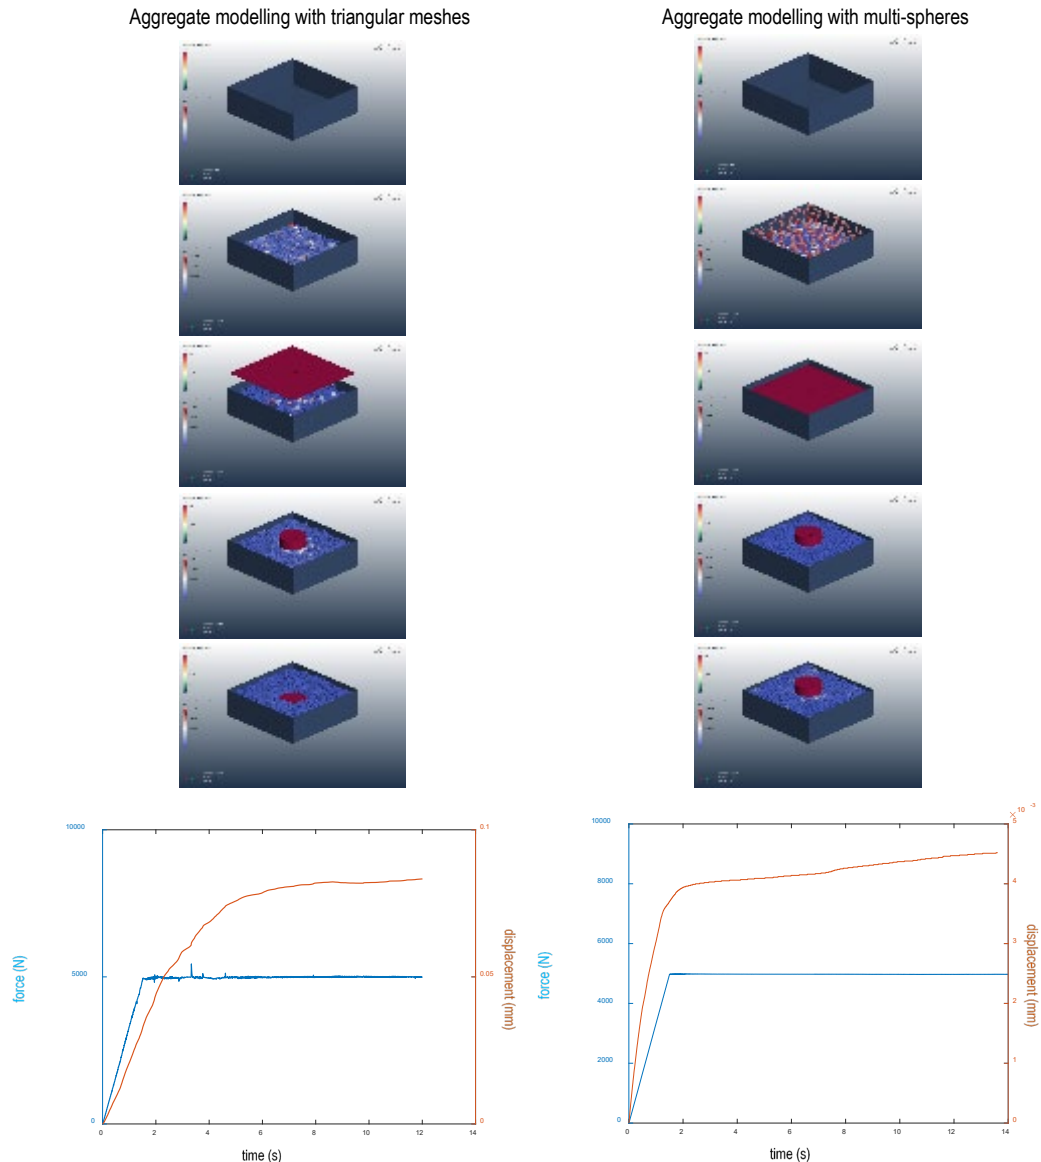 Aggregate modelling with triangular meshes
Aggregate modelling with multi-spheres
10000
5000
0
0.1
0.05
0
0 2 4 6 8 10 12 14
force (N)
displacement (mm)
time (s)
10000
8000
6000
4000
2000
0
× 10 -3
5
4
3
2
1
0
0 2 4 6 8 10 12 14
force (N)
displacement (mm)
time (s)